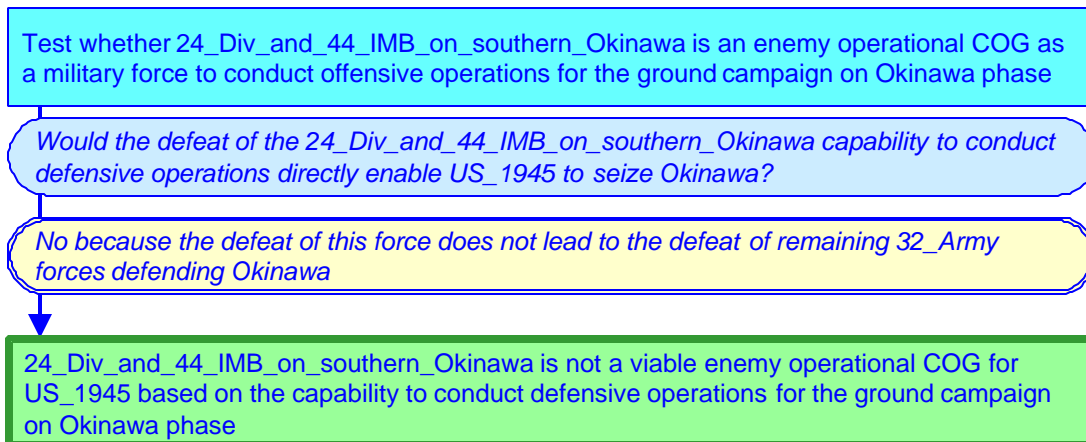 Test whether 24_Div_and_44_IMB_on_southern_Okinawa is an enemy operational COG as
a military force to conduct offensive operations for the ground campaign on Okinawa phase
Would the defeat of the 24_Div_and_44_IMB_on_southern_Okinawa capability to conduct
defensive operations directly enable US_1945 to seize Okinawa?
No because the defeat of this force does not lead to the defeat of remaining 32_Army
forces defending Okinawa
24_Div_and_44_IMB_on_southern_Okinawa is not a viable enemy operational COG for
US_1945 based on the capability to conduct defensive operations for the ground campaign
on Okinawa phase